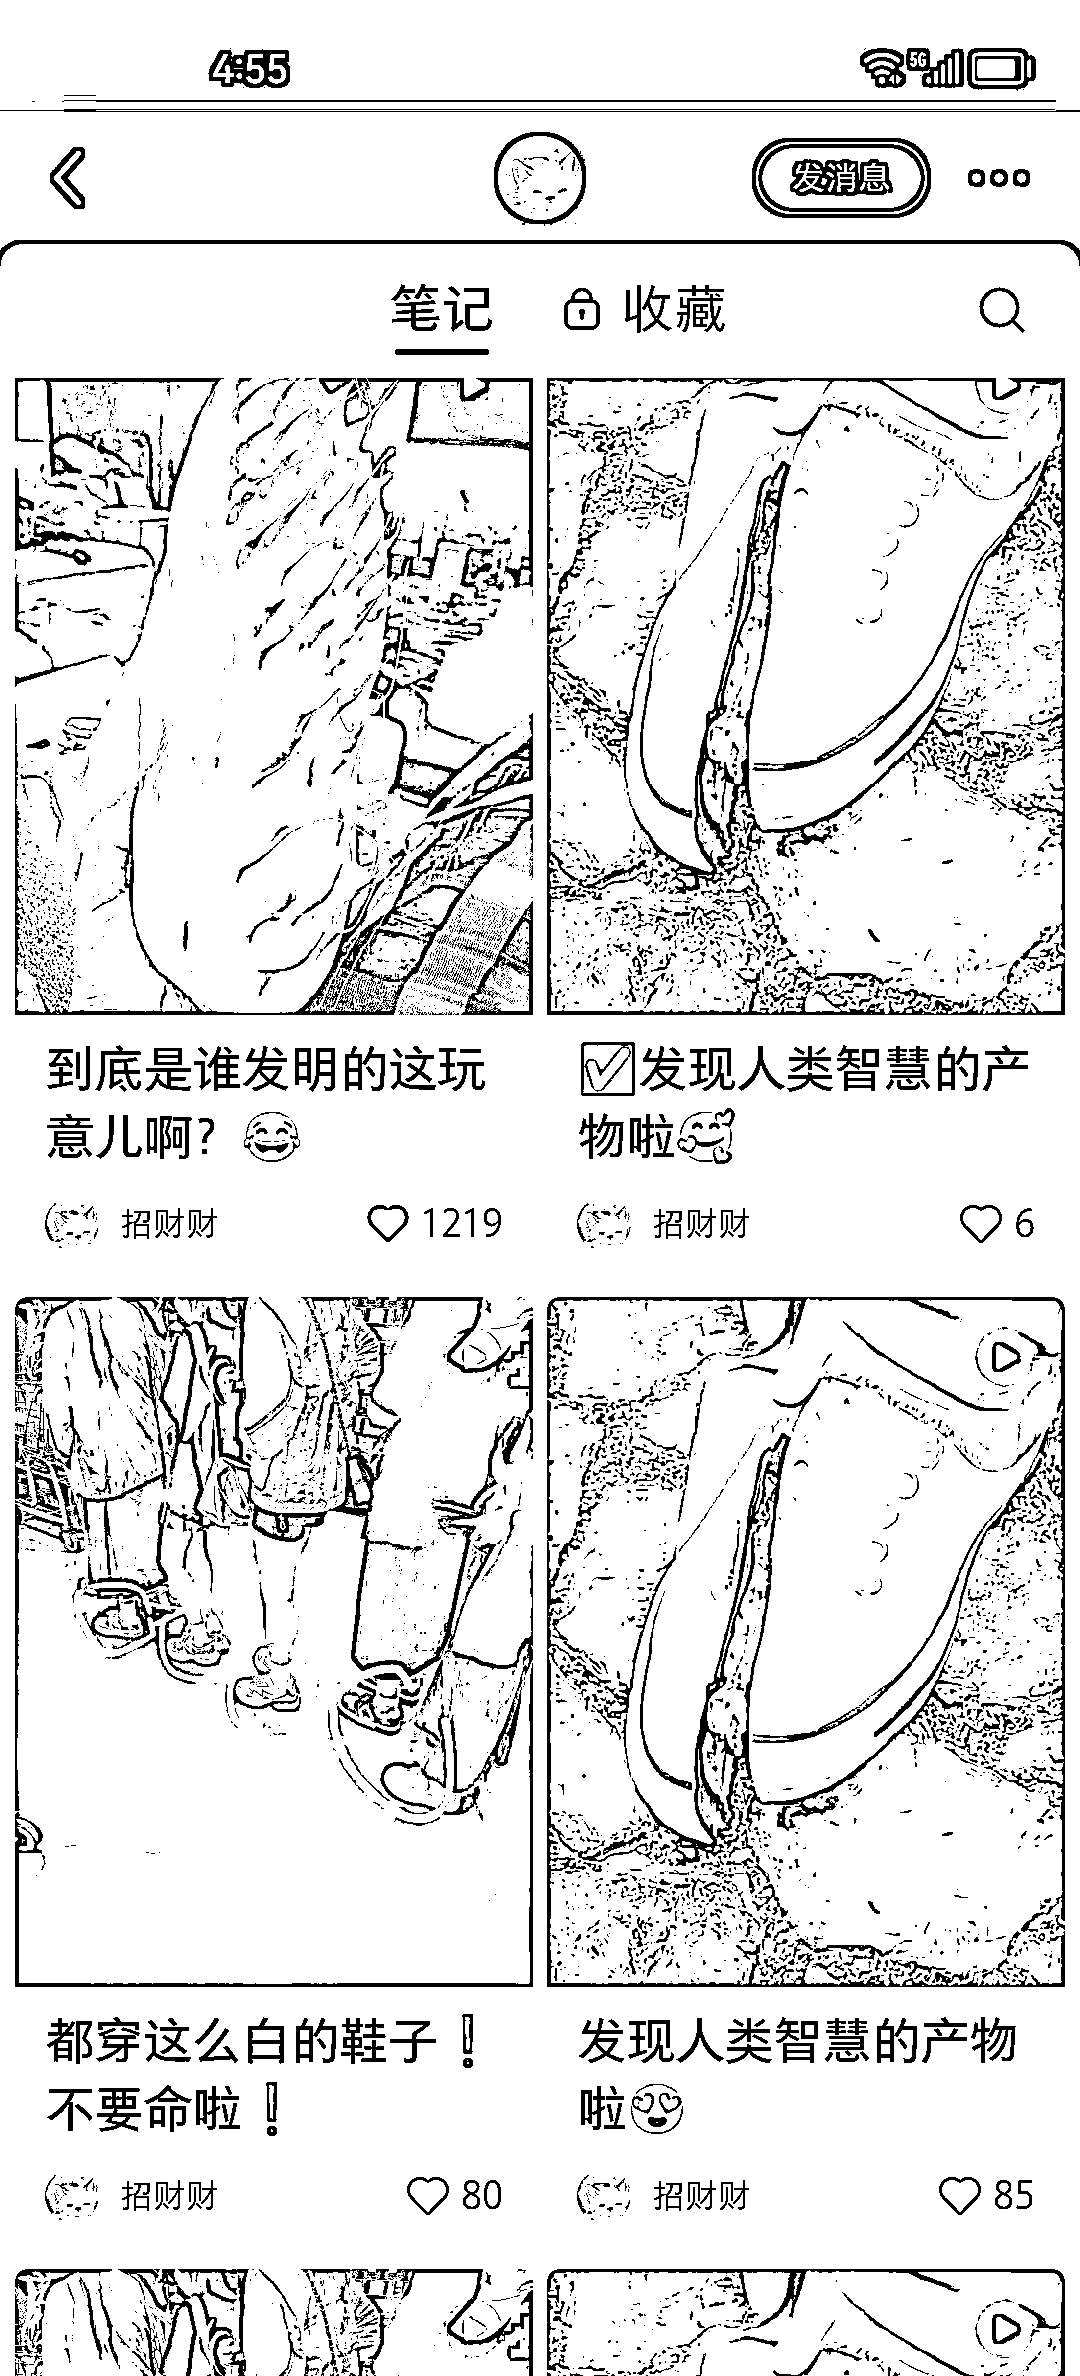 4:55
5G
发消息
笔记 收藏
到底是谁发明的这玩
意儿啊？😂
招财财 1219
✅发现人类智慧的产
物啦🥰
招财财 6
都穿这么白的鞋子❗
不要命啦❗
招财财 80
发现人类智慧的产物
啦😍
招财财 85